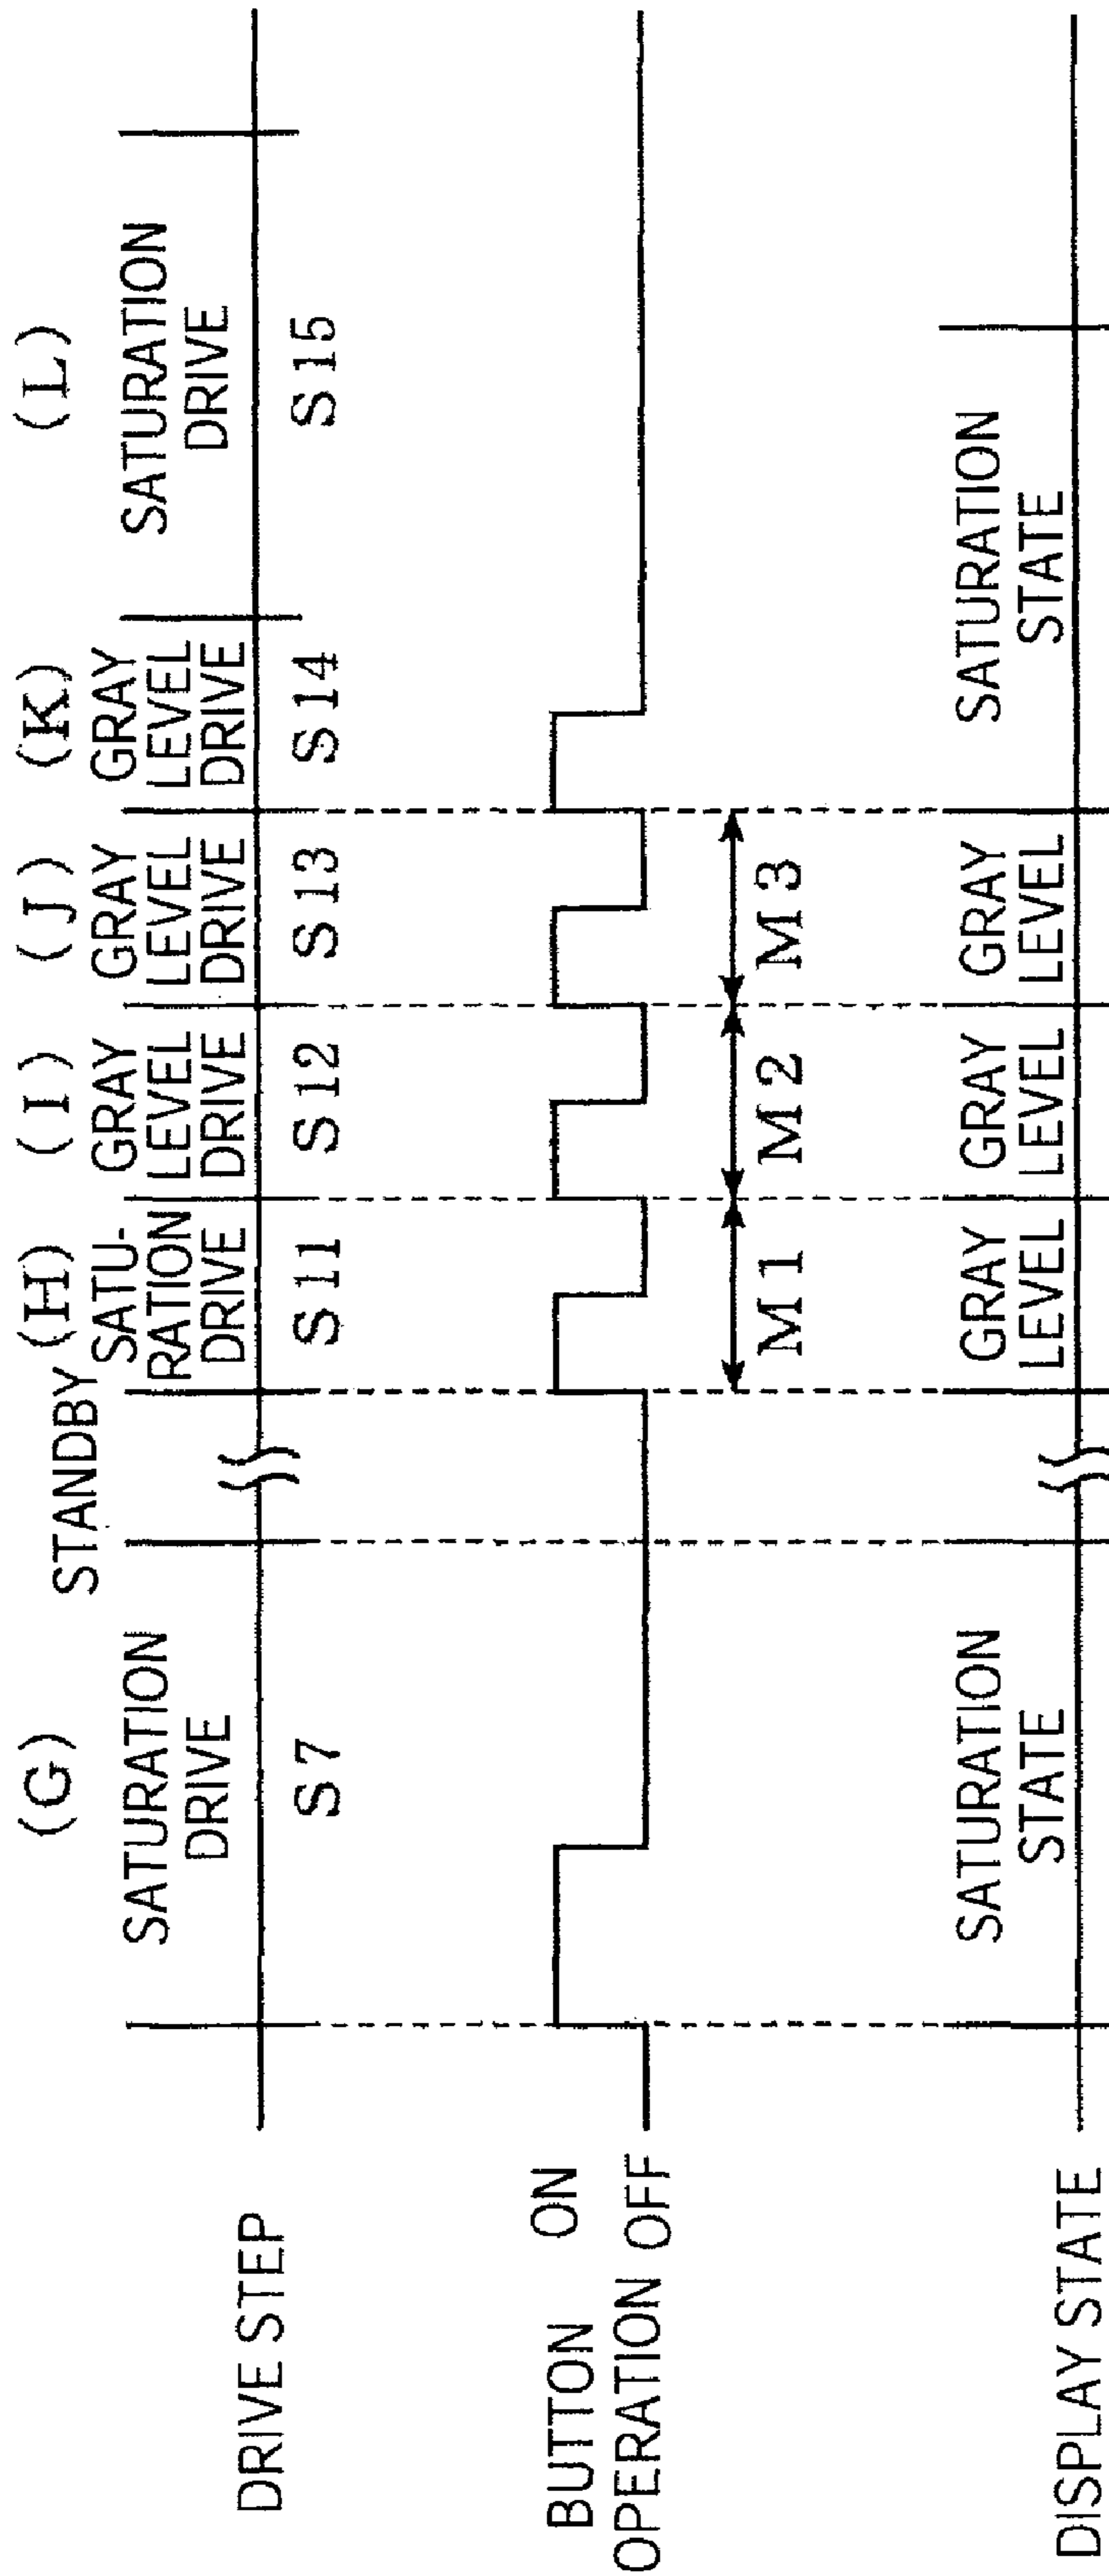 (G)
STANDBY
(H)
(I)
(J)
(K)
(L)
SATURATION
DRIVE
SATU-
RATION
DRIVE
GRAY
LEVEL
DRIVE
GRAY
LEVEL
DRIVE
GRAY
LEVEL
DRIVE
SATURATION
DRIVE
DRIVE STEP
S7
S11
S12
S13
S14
S15
BUTTON ON
OPERATION OFF
M1
M2
M3
SATURATION
STATE
GRAY
LEVEL
GRAY
LEVEL
GRAY
LEVEL
SATURATION
STATE
DISPLAY STATE